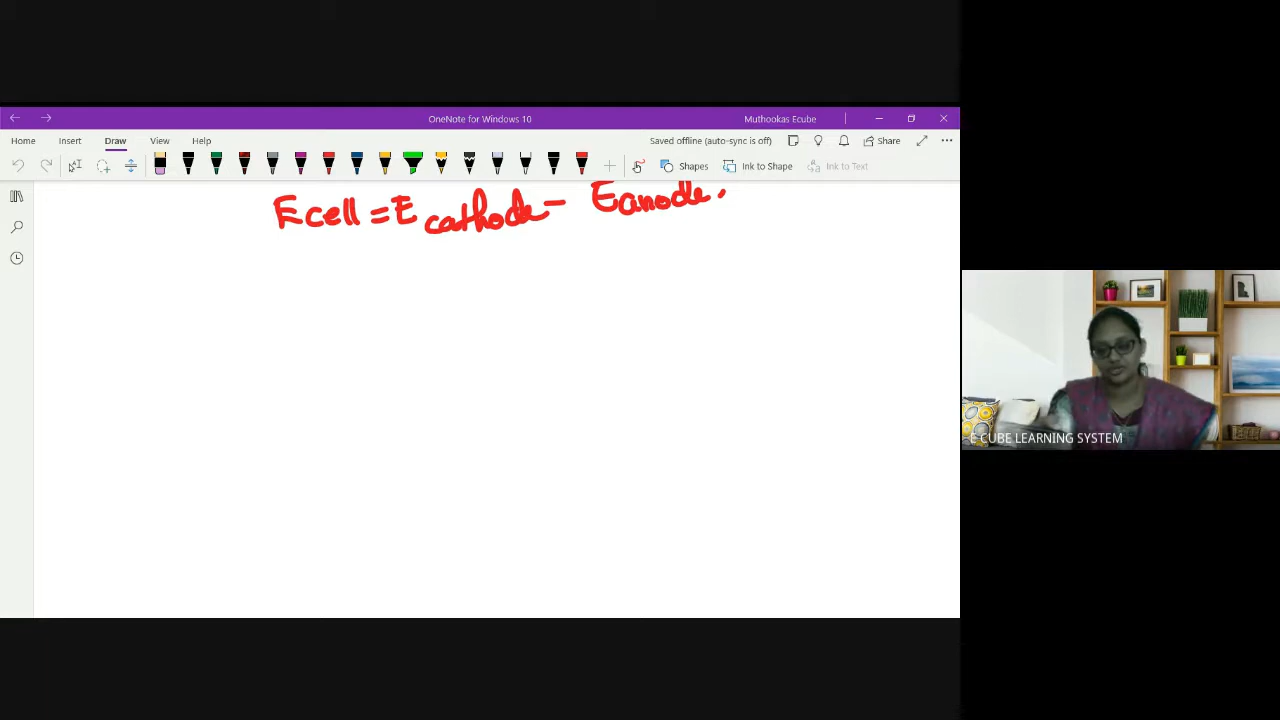 OneNote for Windows 10
Muthookas Ecube
Home Insert Draw View Help
Saved offline (auto-sync is off)
Share
Shapes
Ink to Shape
Ink to Text
Ecell = Ecathode - Eanode.
E CUBE LEARNING SYSTEM